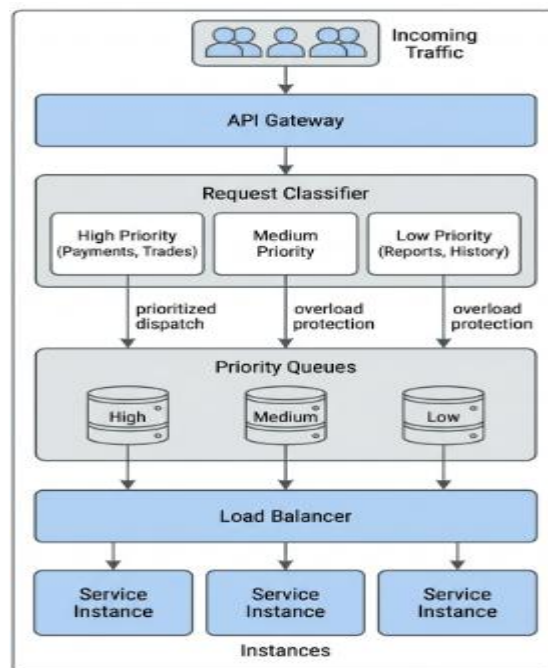 Incoming
Traffic
API Gateway
Request Classifier
High Priority
(Payments, Trades)
Medium
Priority
Low Priority
(Reports, History)
prioritized
dispatch
overload
protection
overload
protection
Priority Queues
High
Medium
Low
Load Balancer
Service
Instance
Service
Instance
Service
Instance
Instances